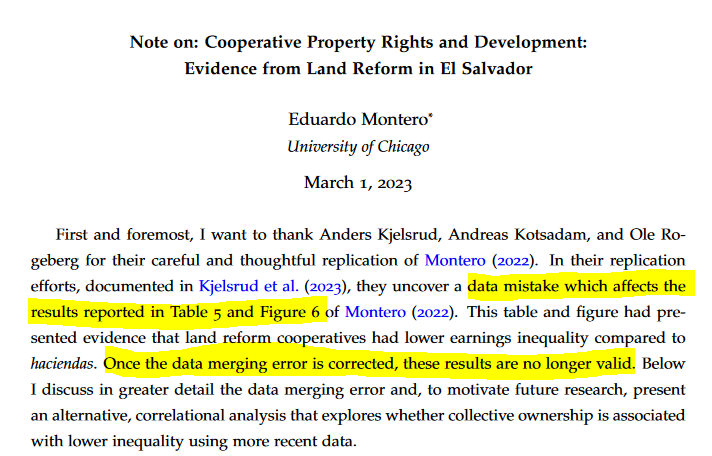 Note on: Cooperative Property Rights and Development:
Evidence from Land Reform in El Salvador
Eduardo Montero*
University of Chicago
March 1, 2023
First and foremost, I want to thank Anders Kjelsrud, Andreas Kotsadam, and Ole Ro-
geberg for their careful and thoughtful replication of Montero (2022). In their replication
efforts, documented in Kjelsrud et al. (2023), they uncover a data mistake which affects the
results reported in Table 5 and Figure 6 of Montero (2022). This table and figure had pre-
sented evidence that land reform cooperatives had lower earnings inequality compared to
haciendas. Once the data merging error is corrected, these results are no longer valid. Below
I discuss in greater detail the data merging error and, to motivate future research, present
an alternative, correlational analysis that explores whether collective ownership is associated
with lower inequality using more recent data.